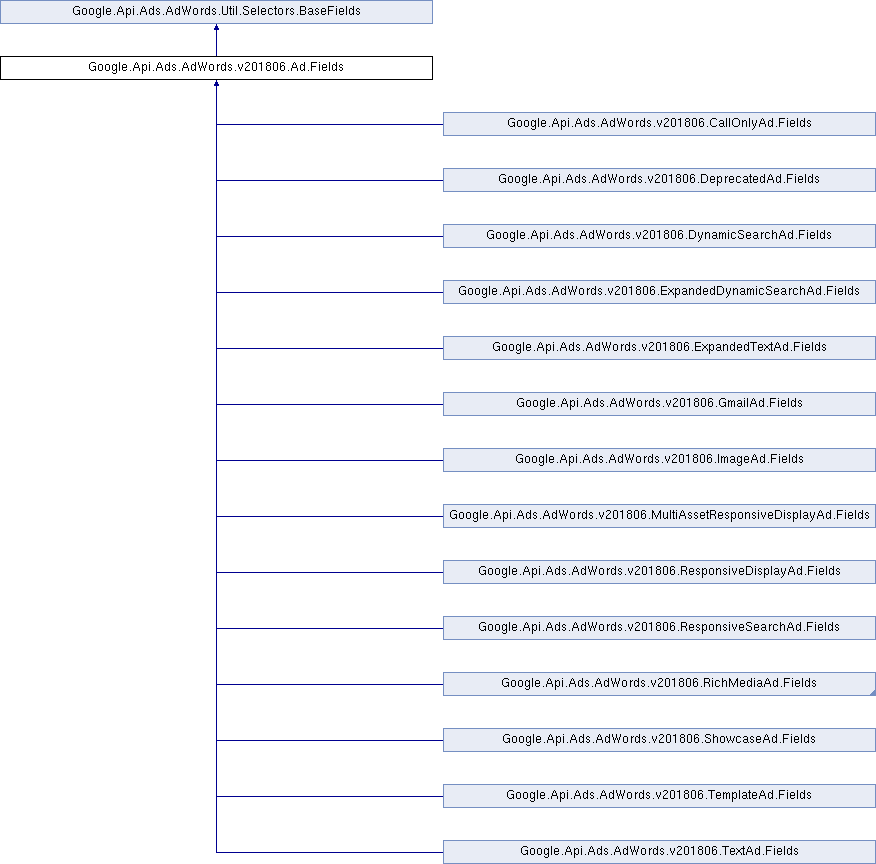 Google.Api.Ads.AdWords.Util.Selectors.BaseFields
Google.Api.Ads.AdWords.v201806.Ad.Fields
Google.Api.Ads.AdWords.v201806.CallOnlyAd.Fields
Google.Api.Ads.AdWords.v201806.DeprecatedAd.Fields
Google.Api.Ads.AdWords.v201806.DynamicSearchAd.Fields
Google.Api.Ads.AdWords.v201806.ExpandedDynamicSearchAd.Fields
Google.Api.Ads.AdWords.v201806.ExpandedTextAd.Fields
Google.Api.Ads.AdWords.v201806.GmailAd.Fields
Google.Api.Ads.AdWords.v201806.ImageAd.Fields
Google.Api.Ads.AdWords.v201806.MultiAssetResponsiveDisplayAd.Fields
Google.Api.Ads.AdWords.v201806.ResponsiveDisplayAd.Fields
Google.Api.Ads.AdWords.v201806.ResponsiveSearchAd.Fields
Google.Api.Ads.AdWords.v201806.RichMediaAd.Fields
Google.Api.Ads.AdWords.v201806.ShowcaseAd.Fields
Google.Api.Ads.AdWords.v201806.TemplateAd.Fields
Google.Api.Ads.AdWords.v201806.TextAd.Fields